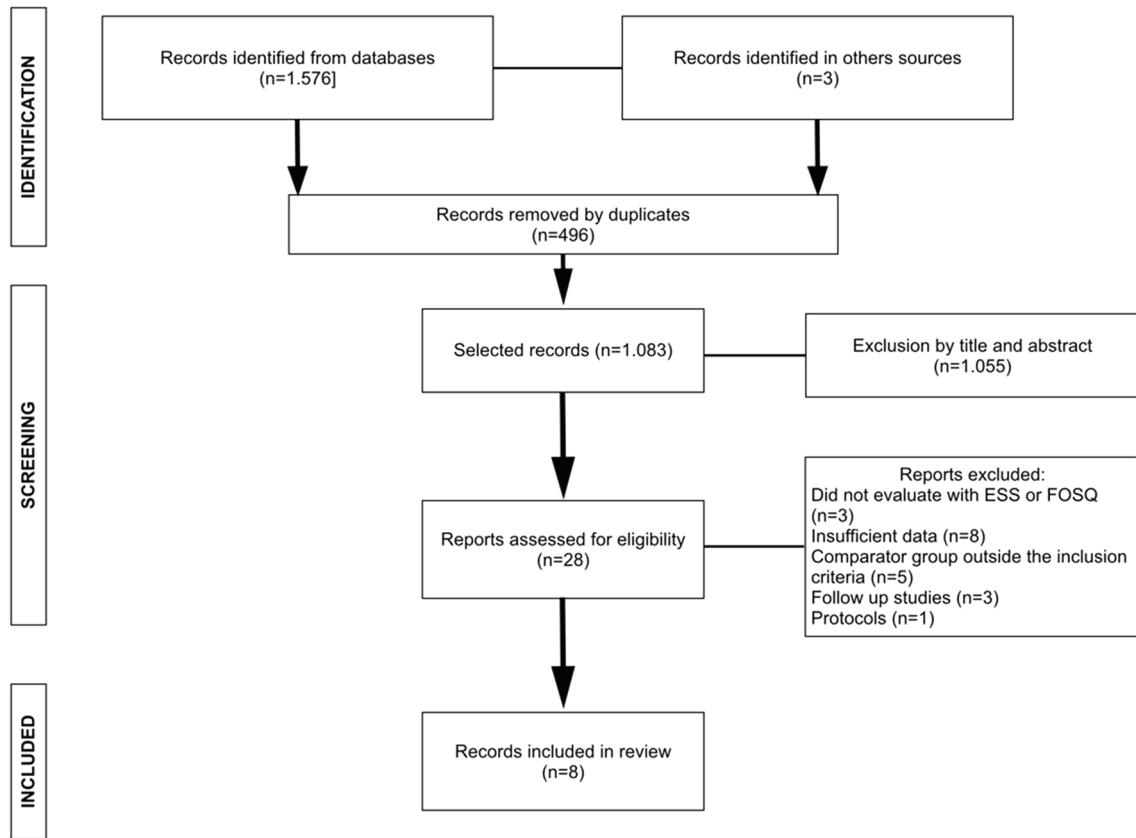 IDENTIFICATION
Records identified from databases
(n=1.576]
Records identified in others sources
(n=3)
Records removed by duplicates
(n=496)
SCREENING
Selected records (n=1.083)
Exclusion by title and abstract
(n=1.055)
Reports assessed for eligibility
(n=28)
Reports excluded:
Did not evaluate with ESS or FOSQ
(n=3)
Insufficient data (n=8)
Comparator group outside the inclusion
criteria (n=5)
Follow up studies (n=3)
Protocols (n=1)
INCLUDED
Records included in review
(n=8)